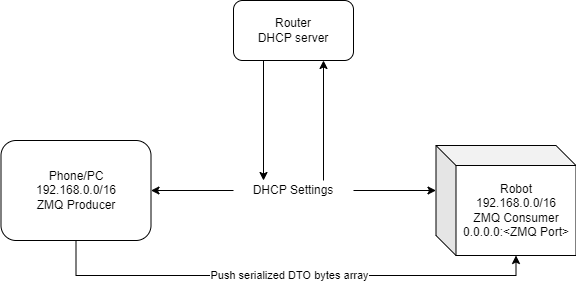 Router
DHCP server
Phone/PC
192.168.0.0/16
ZMQ Producer
DHCP Settings
Robot
192.168.0.0/16
ZMQ Consumer
0.0.0.0:<ZMQ Port>
Push serialized DTO bytes array